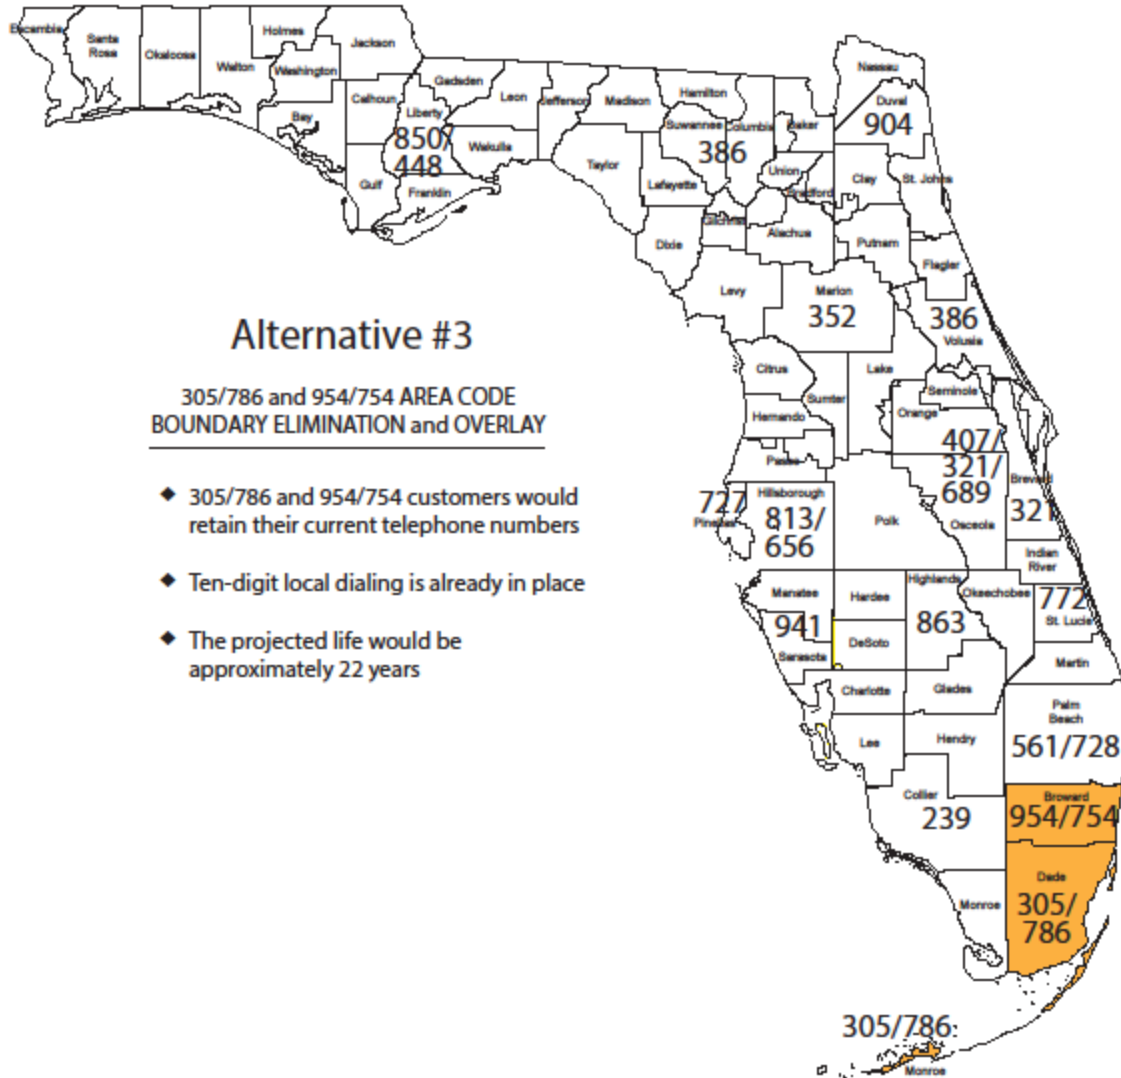 Escambia
Santa
Rosa
Okaloosa
Walton
Holmes
Washington
Jackson
Bay
Calhoun
Gulf
Liberty
850/
448
Franklin
Gadsden
Leon
Wakulla
Jefferson
Madison
Taylor
Hamilton
Suwannee
Columbia
386
Lafayette
Dixie
Gilchrist
Baker
Union
Bradford
Alachua
Nassau
Duval
904
Clay
St. Johns
Putnam
Flagler
Levy
Marion
352
386
Volusia
Citrus
Sumter
Lake
Hernando
Seminole
Orange
407/
321/
689
Pasco
Brevard
321
727
Pinellas
Hillsborough
813/
656
Polk
Osceola
Indian
River
Manatee
941
Sarasota
Hardee
DeSoto
Highlands
863
Okeechobee
772
St. Lucie
Martin
Charlotte
Glades
Palm
Beach
561/728
Lee
Hendry
Collier
239
Broward
954/754
Dade
305/
786
Monroe
305/786
Monroe
Alternative #3
305/786 and 954/754 AREA CODE
BOUNDARY ELIMINATION and OVERLAY
◆ 305/786 and 954/754 customers would
retain their current telephone numbers
◆ Ten-digit local dialing is already in place
◆ The projected life would be
approximately 22 years